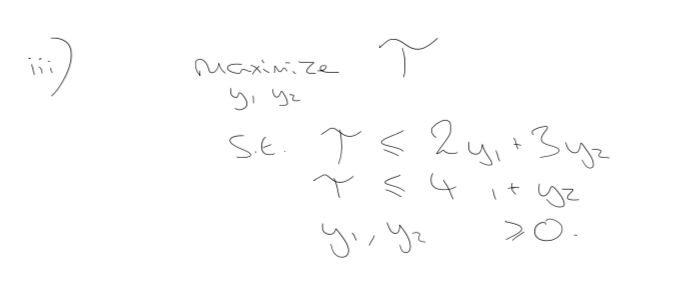 iii) maximize T
y₁ y₂
s.t. T ≤ 2y₁ + 3y₂
T ≤ 4 ₁ + y₂
y₁, y₂ ≥ 0.